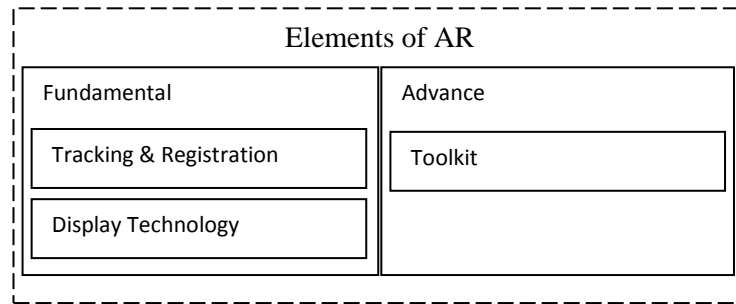 Elements of AR
Fundamental
Tracking & Registration
Display Technology
Advance
Toolkit